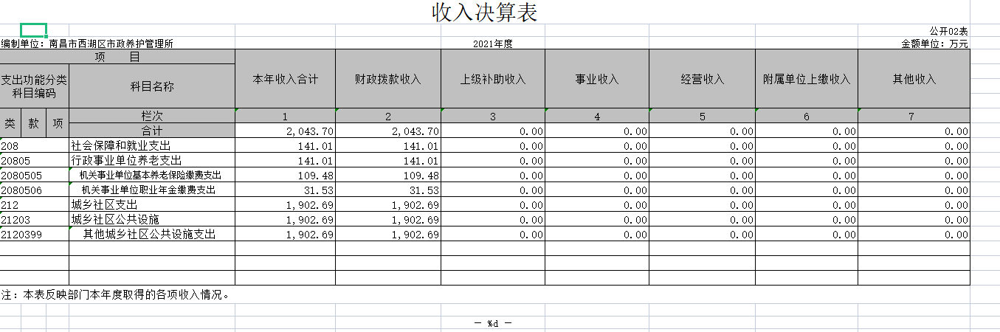 收入决算表
公开02表
编制单位：南昌市西湖区市政养护管理所 2021年度 金额单位：万元
项 目 本年收入合计 财政拨款收入 上级补助收入 事业收入 经营收入 附属单位上缴收入 其他收入
支出功能分类科目编码 科目名称
类 款 项 栏次 1 2 3 4 5 6 7
合计 2,043.70 2,043.70 0.00 0.00 0.00 0.00 0.00
208 社会保障和就业支出 141.01 141.01 0.00 0.00 0.00 0.00 0.00
20805 行政事业单位养老支出 141.01 141.01 0.00 0.00 0.00 0.00 0.00
2080505 机关事业单位基本养老保险缴费支出 109.48 109.48 0.00 0.00 0.00 0.00 0.00
2080506 机关事业单位职业年金缴费支出 31.53 31.53 0.00 0.00 0.00 0.00 0.00
212 城乡社区支出 1,902.69 1,902.69 0.00 0.00 0.00 0.00 0.00
21203 城乡社区公共设施 1,902.69 1,902.69 0.00 0.00 0.00 0.00 0.00
2120399 其他城乡社区公共设施支出 1,902.69 1,902.69 0.00 0.00 0.00 0.00 0.00
注：本表反映部门本年度取得的各项收入情况。
— %d —